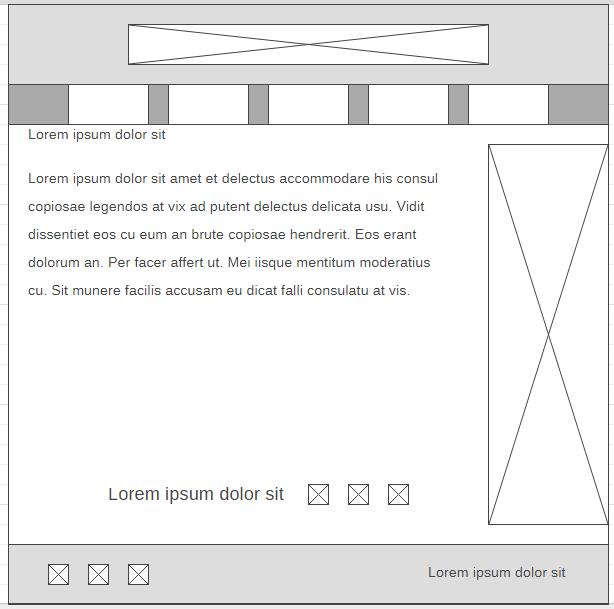 Lorem ipsum dolor sit
Lorem ipsum dolor sit amet et delectus accommodare his consul
copiosae legendos at vix ad putent delectus delicata usu. Vidit
dissentiet eos cu eum an brute copiosae hendrerit. Eos erant
dolorum an. Per facer affert ut. Mei iisque mentitum moderatius
cu. Sit munere facilis accusam eu dicat falli consulatu at vis.
Lorem ipsum dolor sit
Lorem ipsum dolor sit